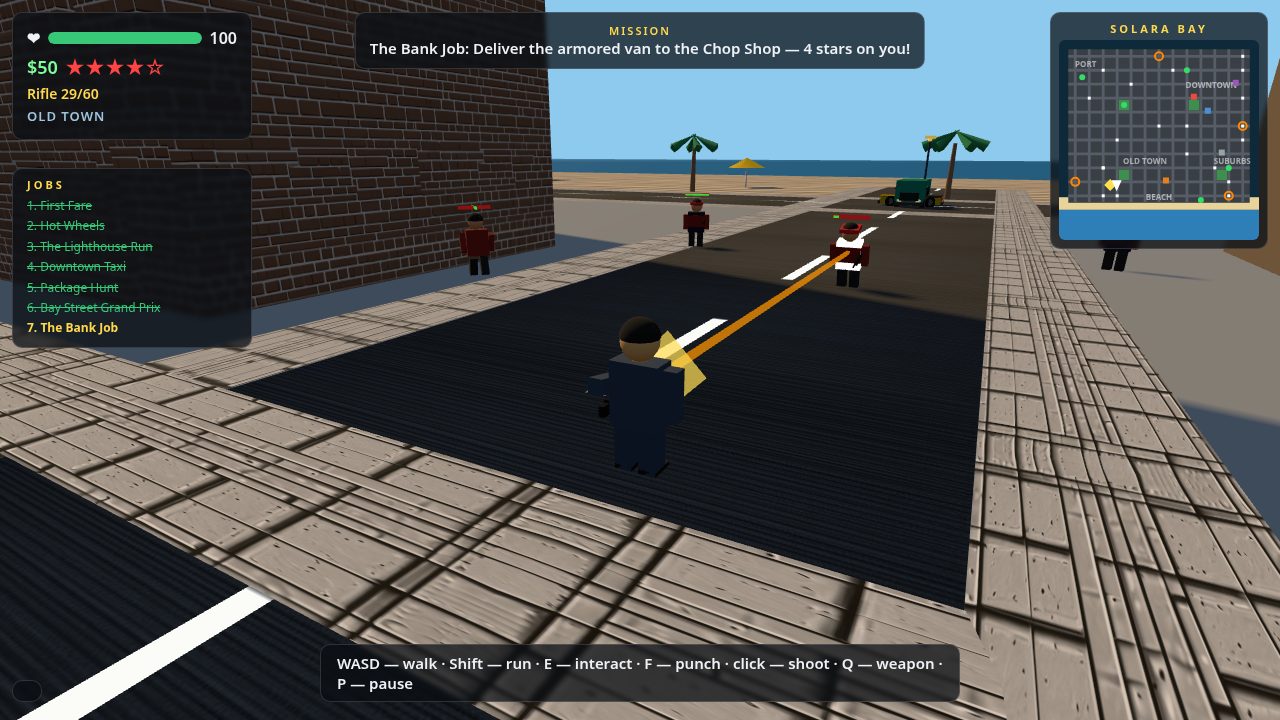 ❤ 100
$50 ★★★★☆
Rifle 29/60
OLD TOWN
JOBS
1. First Fare
2. Hot Wheels
3. The Lighthouse Run
4. Downtown Taxi
5. Package Hunt
6. Bay Street Grand Prix
7. The Bank Job
MISSION
The Bank Job: Deliver the armored van to the Chop Shop — 4 stars on you!
SOLARA BAY
PORT
DOWNTOWN
OLD TOWN
SUBURBS
BEACH
WASD — walk · Shift — run · E — interact · F — punch · click — shoot · Q — weapon ·
P — pause